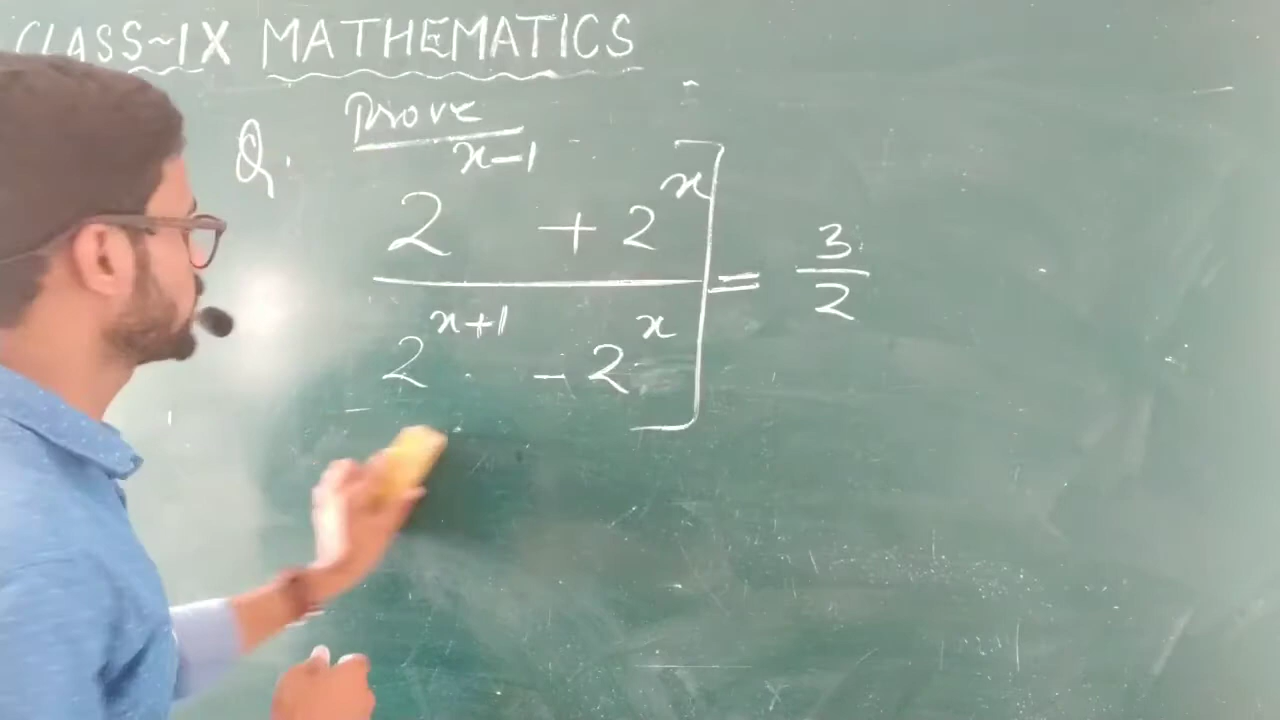 CLASS~IX MATHEMATICS
Q. Prove
2^{x-1} + 2^x
2^{x+1} - 2^x
] = 3/2